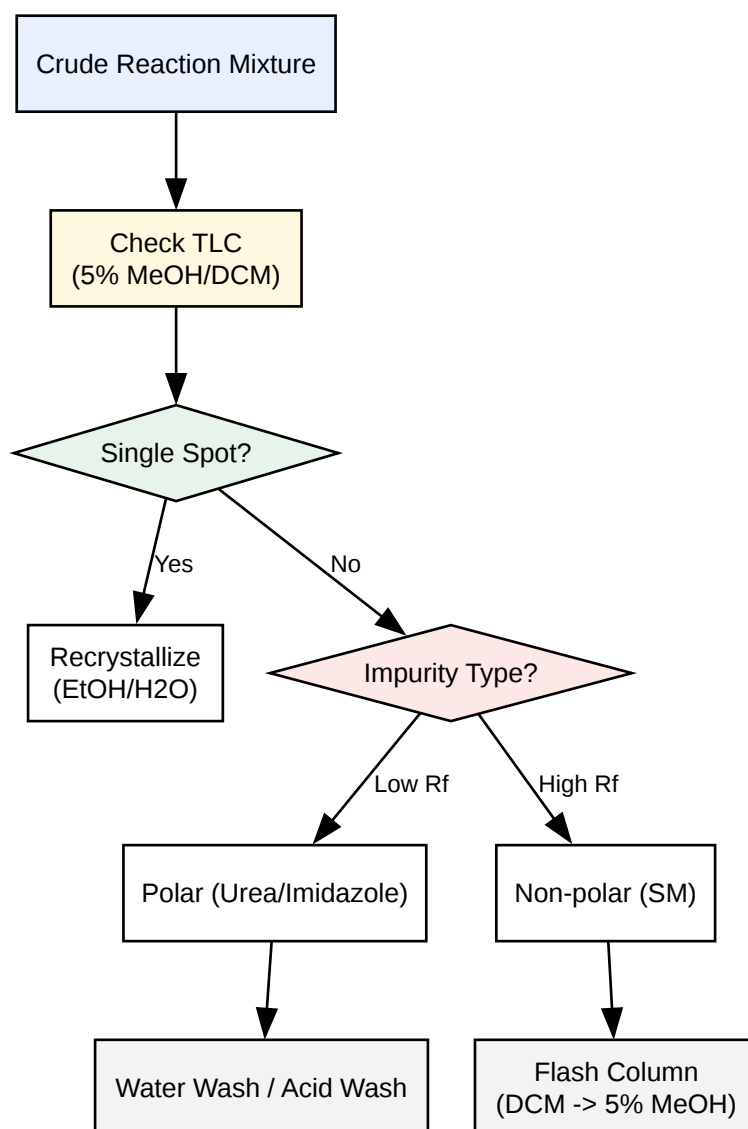 Crude Reaction Mixture
Check TLC
(5% MeOH/DCM)
Single Spot?
Yes
No
Recrystallize
(EtOH/H2O)
Impurity Type?
Low Rf
High Rf
Polar (Urea/Imidazole)
Non-polar (SM)
Water Wash / Acid Wash
Flash Column
(DCM -> 5% MeOH)